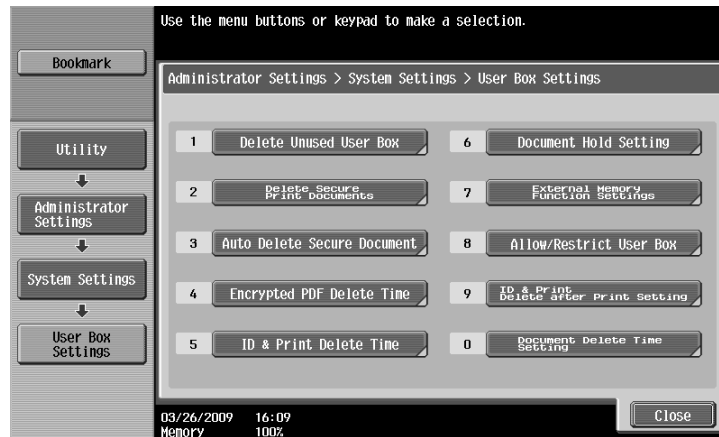 Use the menu buttons or keypad to make a selection.
Bookmark
Administrator Settings > System Settings > User Box Settings
Utility
Administrator
Settings
System Settings
User Box
Settings
1 Delete Unused User Box
2 Delete Secure
Print Documents
3 Auto Delete Secure Document
4 Encrypted PDF Delete Time
5 ID & Print Delete Time
6 Document Hold Setting
7 External Memory
Function Settings
8 Allow/Restrict User Box
9 ID & Print
Delete after Print Setting
0 Document Delete Time
Setting
03/26/2009 16:09
Memory 100%
Close